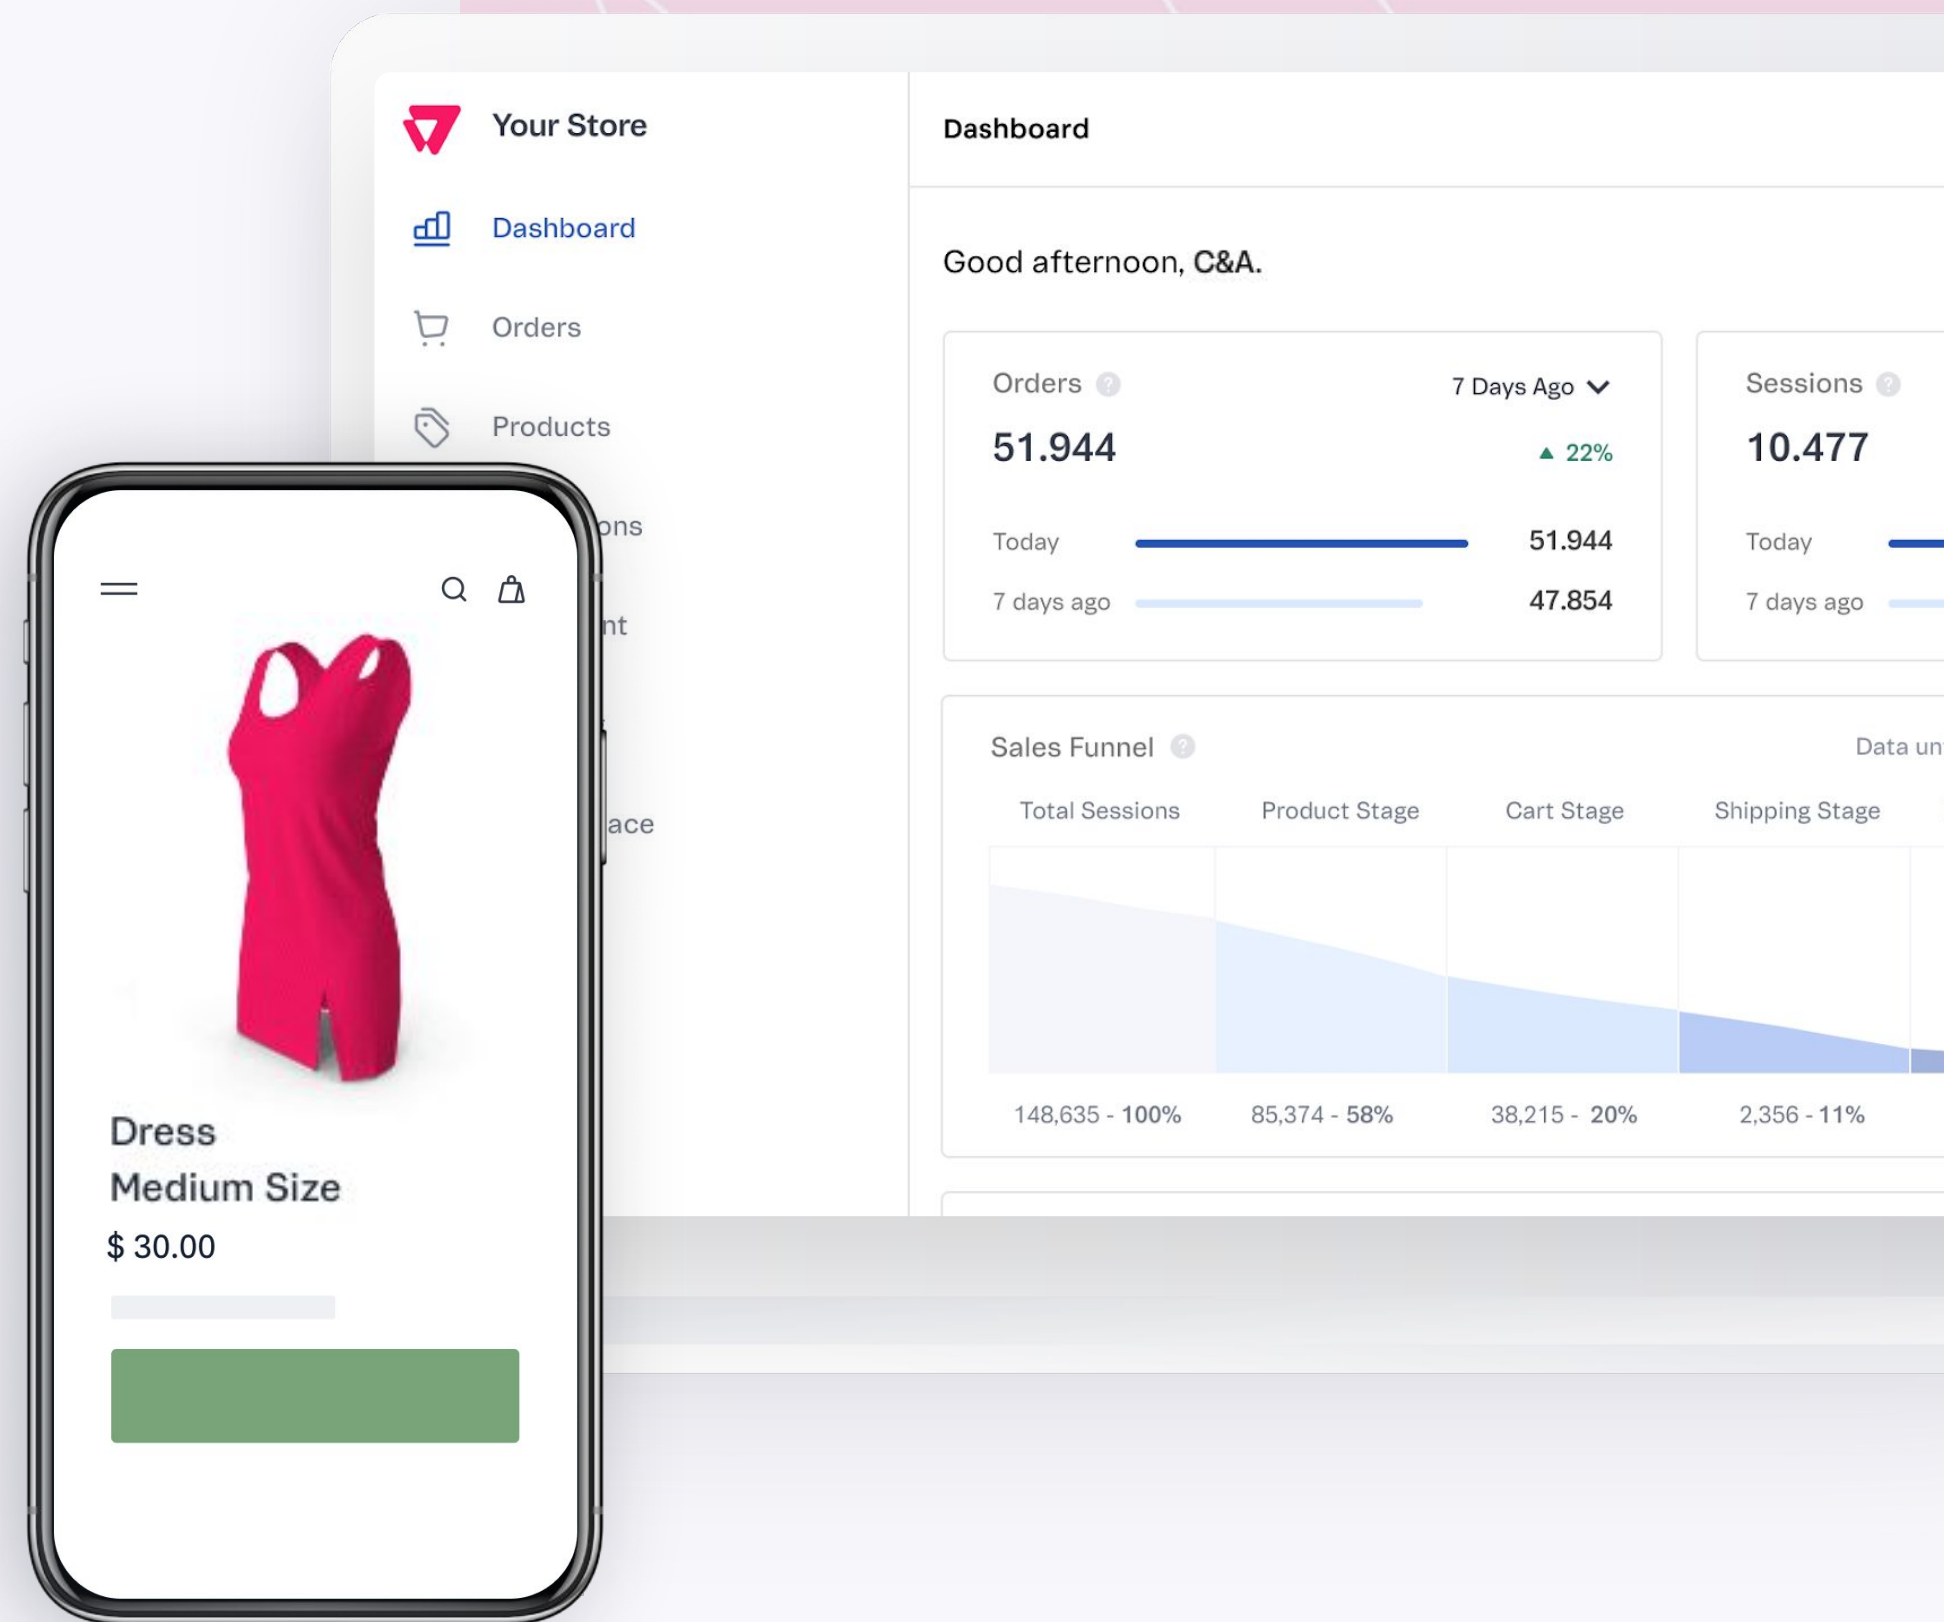 Your Store
Dashboard
Orders
Products
Dashboard
Good afternoon, C&A.
Orders
7 Days Ago
51.944
22%
Today
51.944
7 days ago
47.854
Sessions
10.477
Today
7 days ago
Sales Funnel
Data
Total Sessions Product Stage Cart Stage Shipping Stage
148,635 - 100% 85,374 - 58% 38,215 - 20% 2,356 - 11%
Dress
Medium Size
$ 30.00